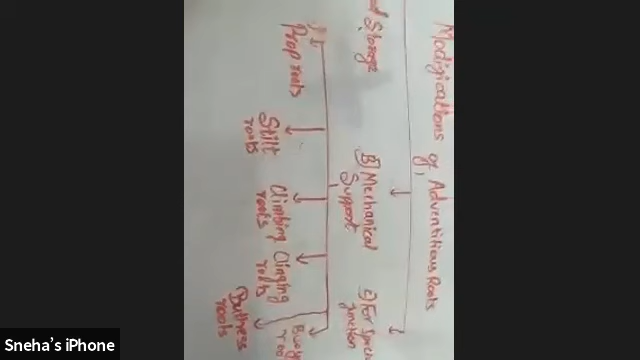 Modifications of Adventitious Roots
Storage
B) Mechanical
Support
C) For
function
Prop roots
Stilt
roots
Climbing
roots
Clinging
roots
Buttress
roots
Sneha's iPhone